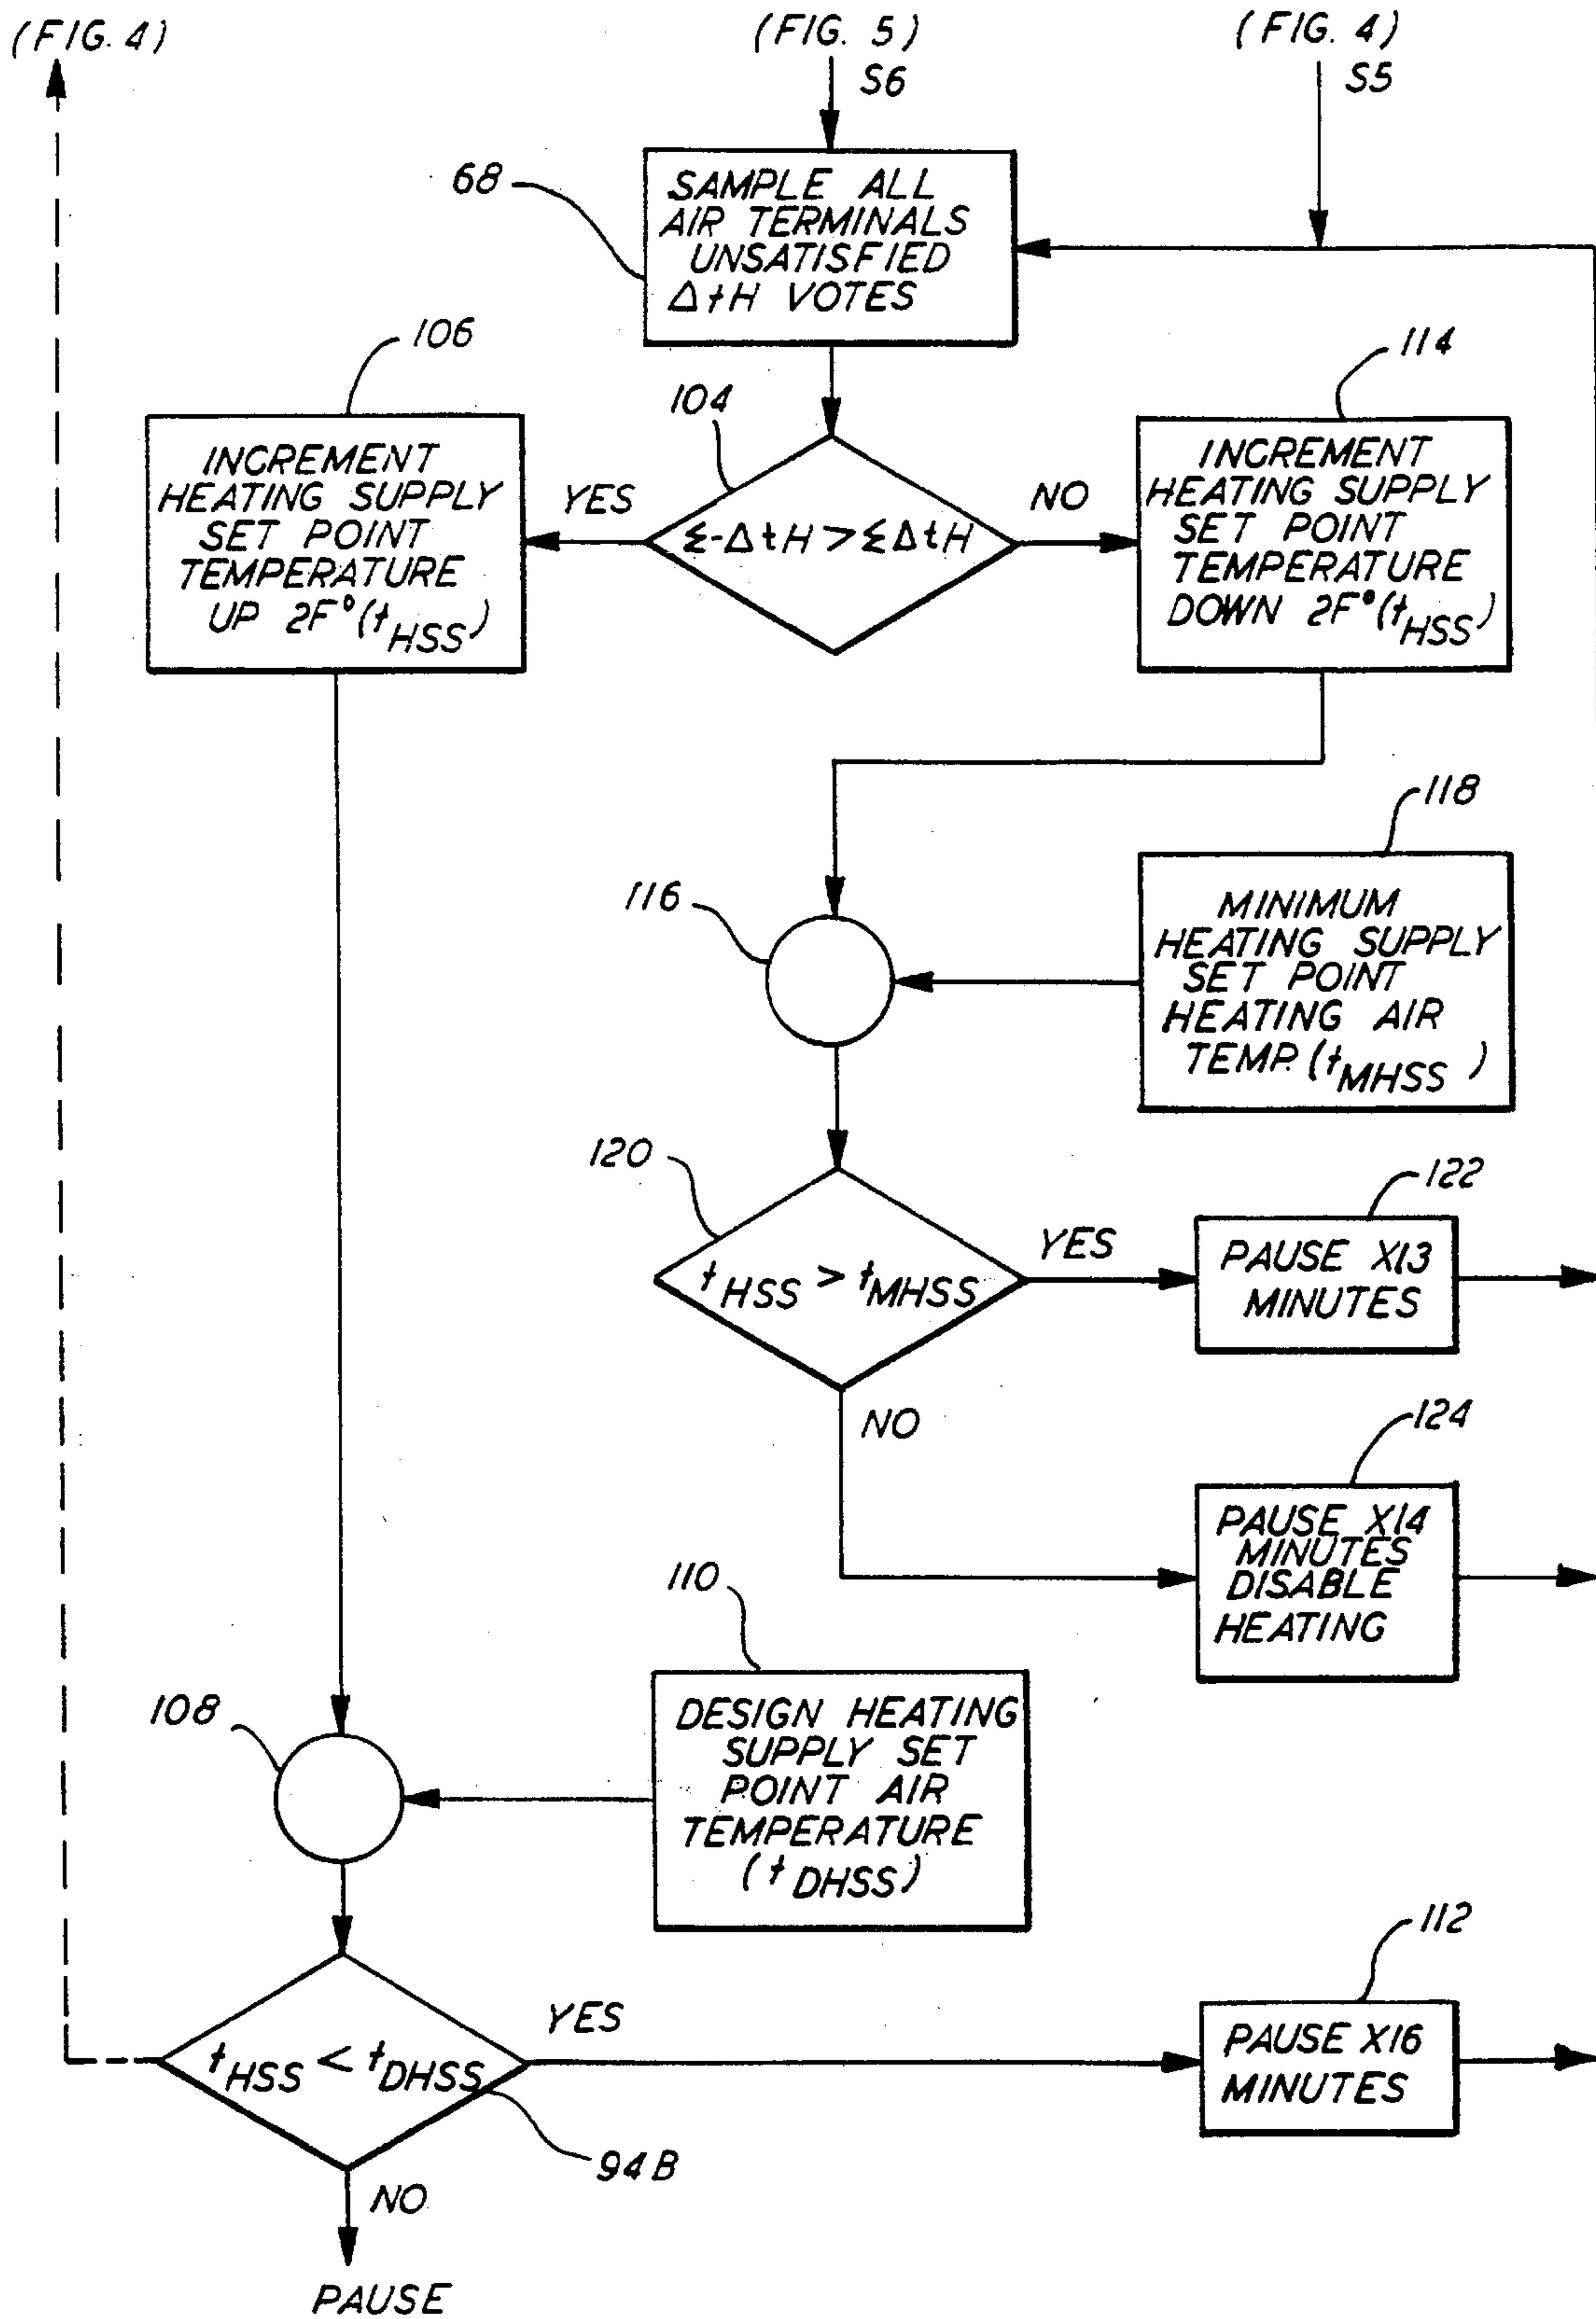 (FIG. 4)
(FIG. 5)
S6
(FIG. 4)
S5
68
SAMPLE ALL
AIR TERMINALS
UNSATISFIED
ΔtH VOTES
106
INCREMENT
HEATING SUPPLY
SET POINT
TEMPERATURE
UP 2F° (tHSS)
YES
104
Σ-ΔtH > ΣΔtH
NO
114
INCREMENT
HEATING SUPPLY
SET POINT
TEMPERATURE
DOWN 2F° (tHSS)
116
118
MINIMUM
HEATING SUPPLY
SET POINT
HEATING AIR
TEMP. (tMHSS)
120
tHSS > tMHSS
YES
122
PAUSE X13
MINUTES
NO
124
PAUSE X14
MINUTES
DISABLE
HEATING
108
110
DESIGN HEATING
SUPPLY SET
POINT AIR
TEMPERATURE
(tDHSS)
tHSS < tDHSS
94B
YES
112
PAUSE X16
MINUTES
NO
PAUSE